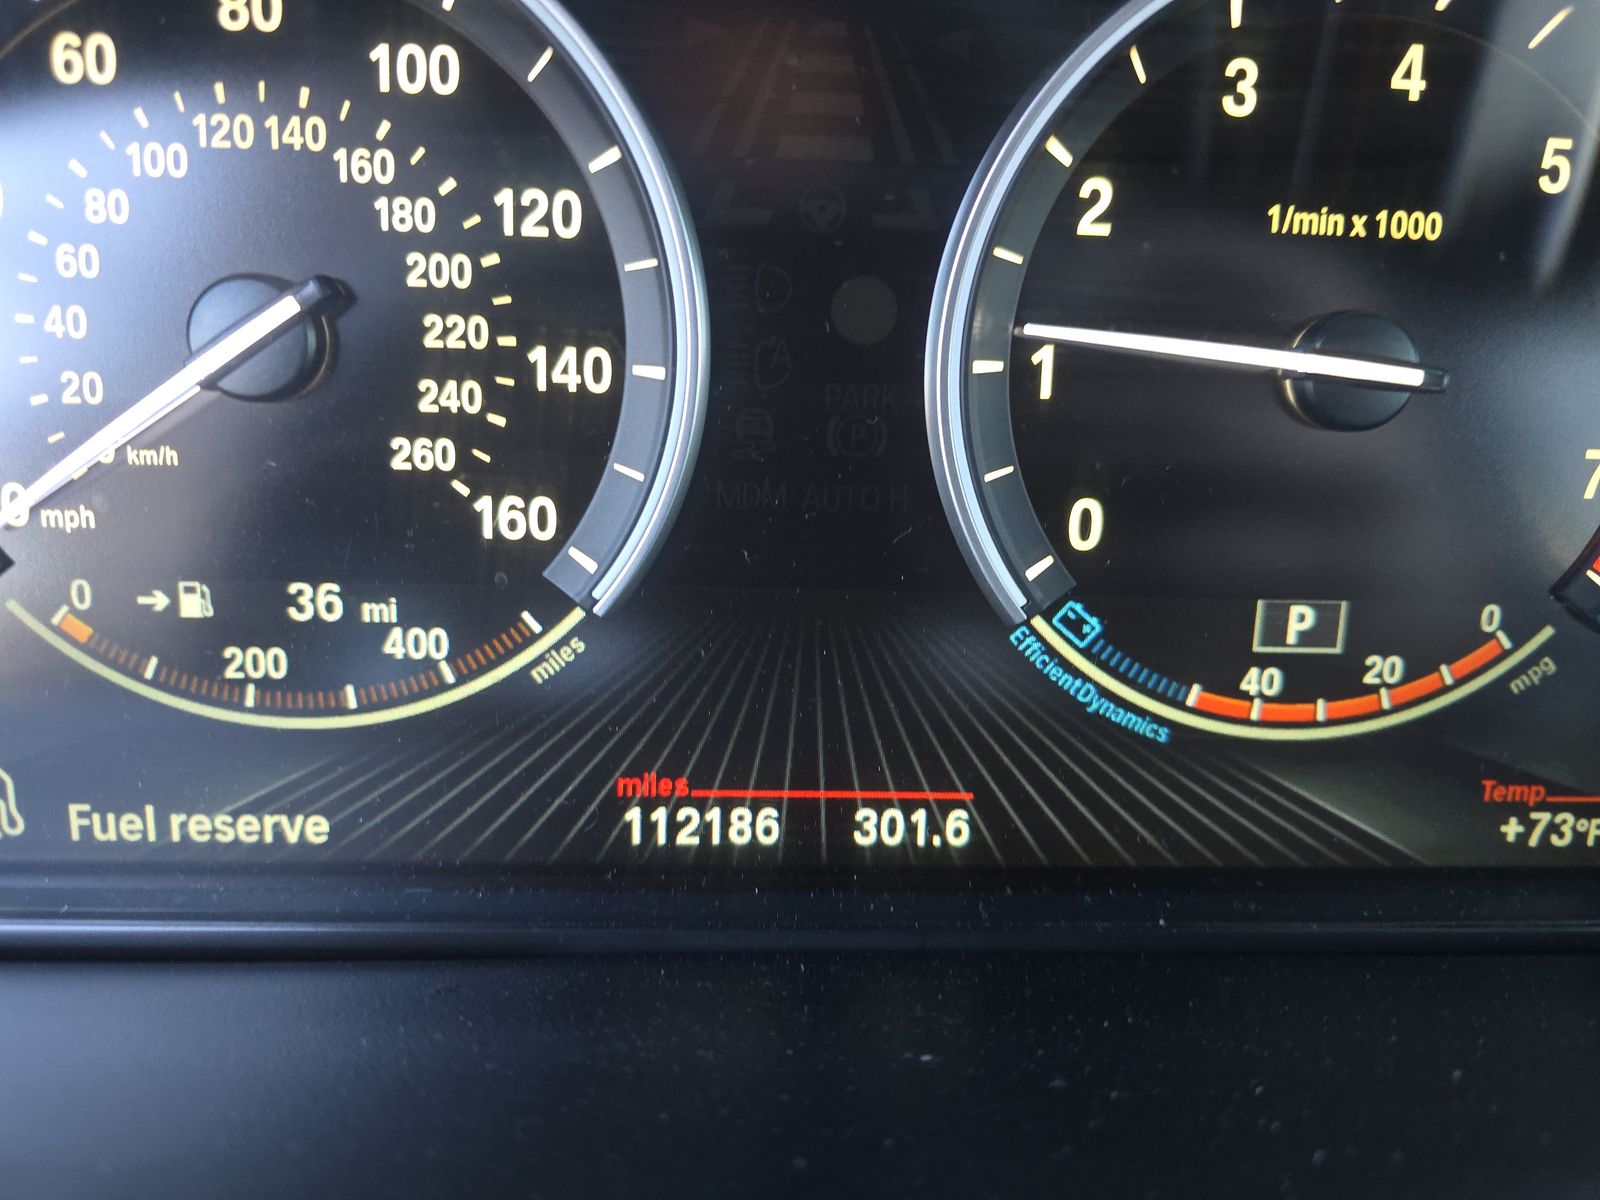 80
60
100
120 140
100
160
80
180
120
60
200
40
220
140
20
240
260
km/h
0 mph
160
0
36 mi
200
400
miles
3
4
2
5
1/min x 1000
1
0
7
P
0
40
20
mpg
EfficientDynamics
PARK
(P)
MDM AUTO H
Fuel reserve
miles
112186 301.6
Temp
+73°F